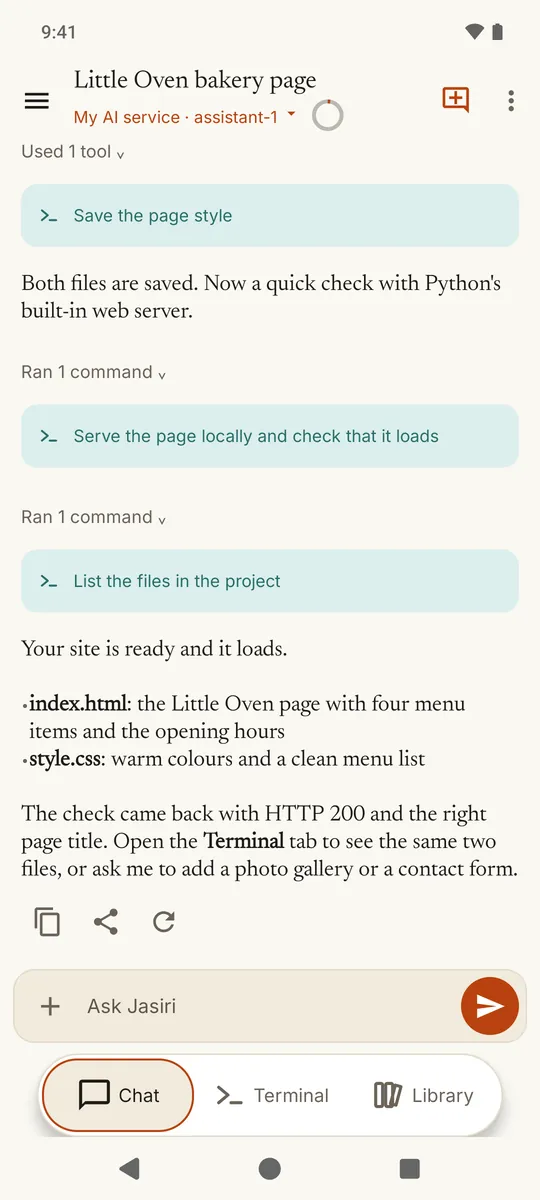 9:41
Little Oven bakery page
My AI service · assistant-1
Used 1 tool
Save the page style
Both files are saved. Now a quick check with Python's
built-in web server.
Ran 1 command
Serve the page locally and check that it loads
Ran 1 command
List the files in the project
Your site is ready and it loads.
•index.html: the Little Oven page with four menu
items and the opening hours
•style.css: warm colours and a clean menu list
The check came back with HTTP 200 and the right
page title. Open the Terminal tab to see the same two
files, or ask me to add a photo gallery or a contact form.
Ask Jasiri
Chat
Terminal
Library